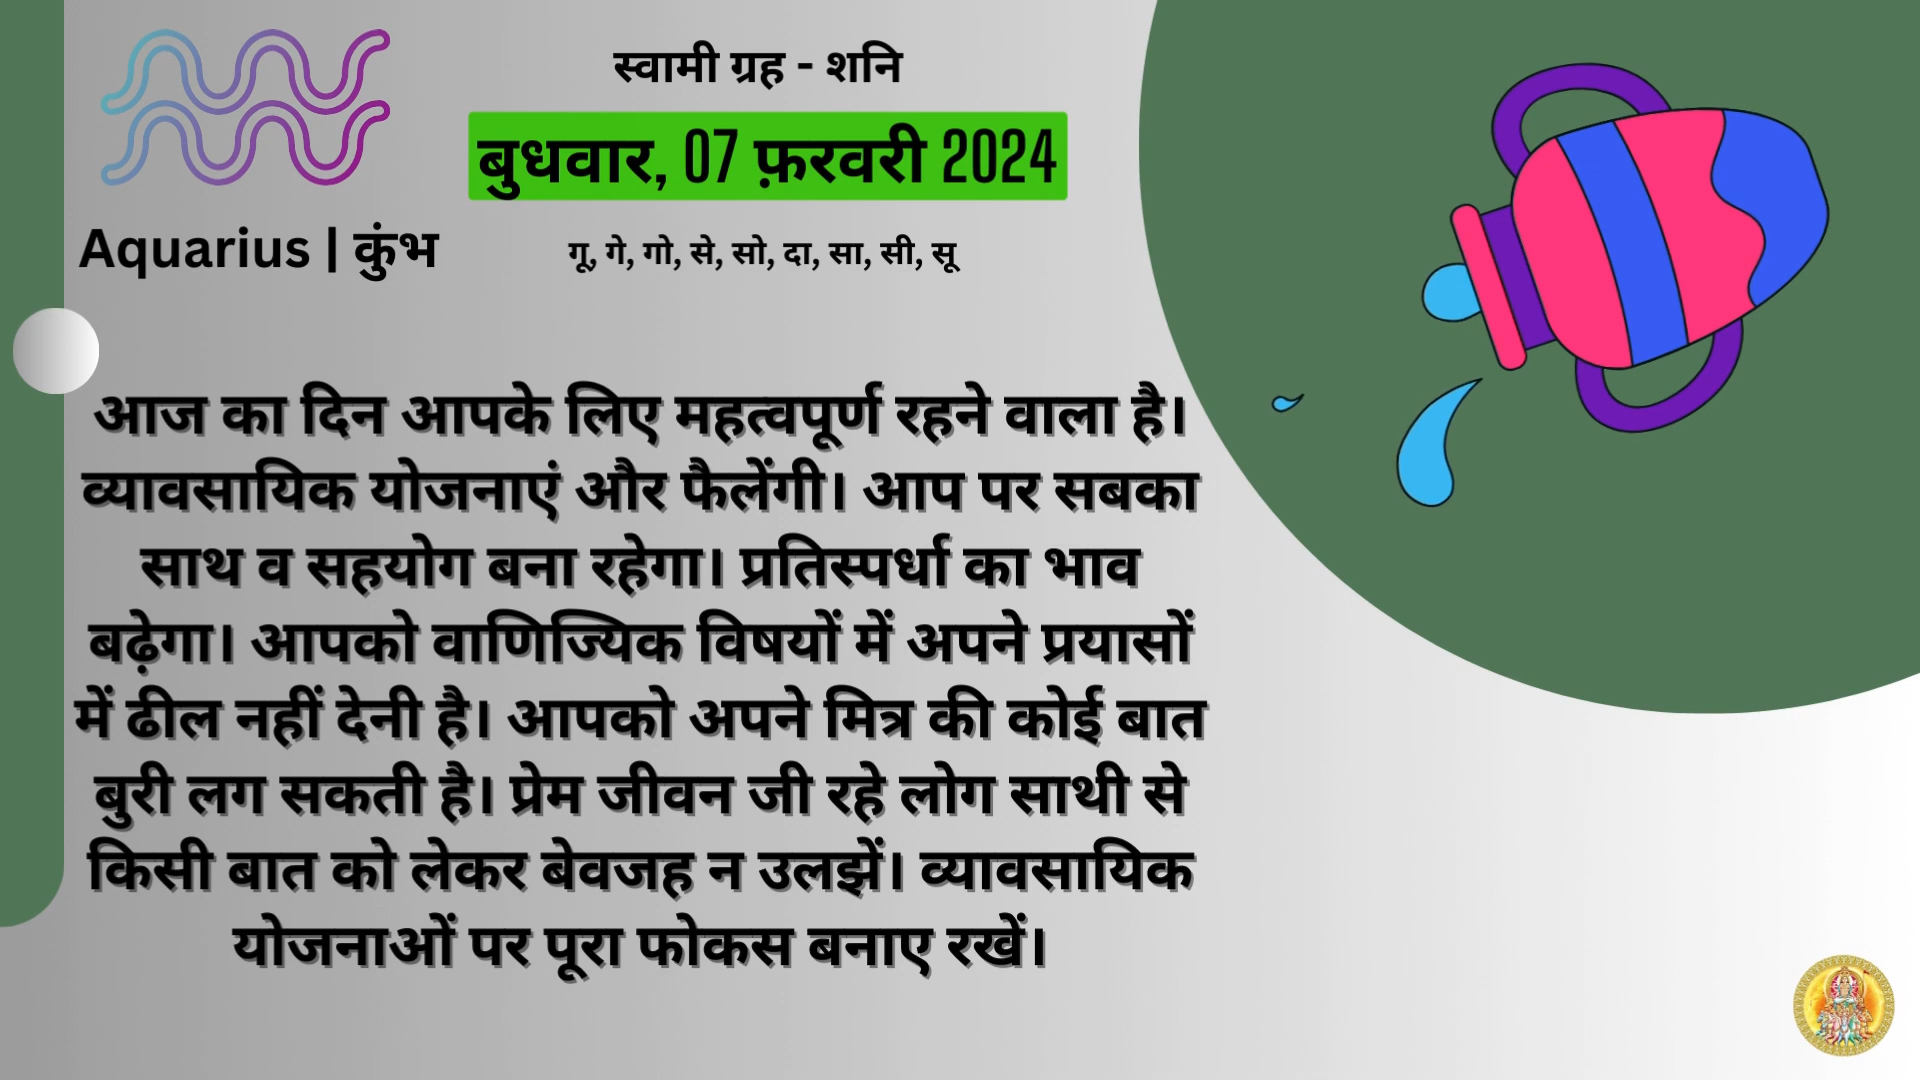 स्वामी ग्रह - शनि
बुधवार, 07 फ़रवरी 2024
Aquarius | कुंभ
गू, गे, गो, से, सो, दा, सा, सी, सू
आज का दिन आपके लिए महत्वपूर्ण रहने वाला है।
व्यावसायिक योजनाएं और फैलेंगी। आप पर सबका
साथ व सहयोग बना रहेगा। प्रतिस्पर्धा का भाव
बढ़ेगा। आपको वाणिज्यिक विषयों में अपने प्रयासों
में ढील नहीं देनी है। आपको अपने मित्र की कोई बात
बुरी लग सकती है। प्रेम जीवन जी रहे लोग साथी से
किसी बात को लेकर बेवजह न उलझें। व्यावसायिक
योजनाओं पर पूरा फोकस बनाए रखें।